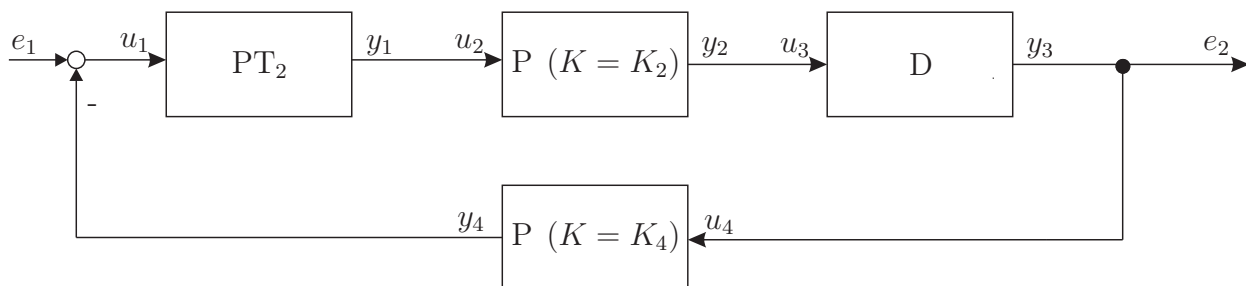 e₁ u₁ PT₂ y₁ u₂ P (K = K₂) y₂ u₃ D y₃ e₂
-
y₄ P (K = K₄) u₄